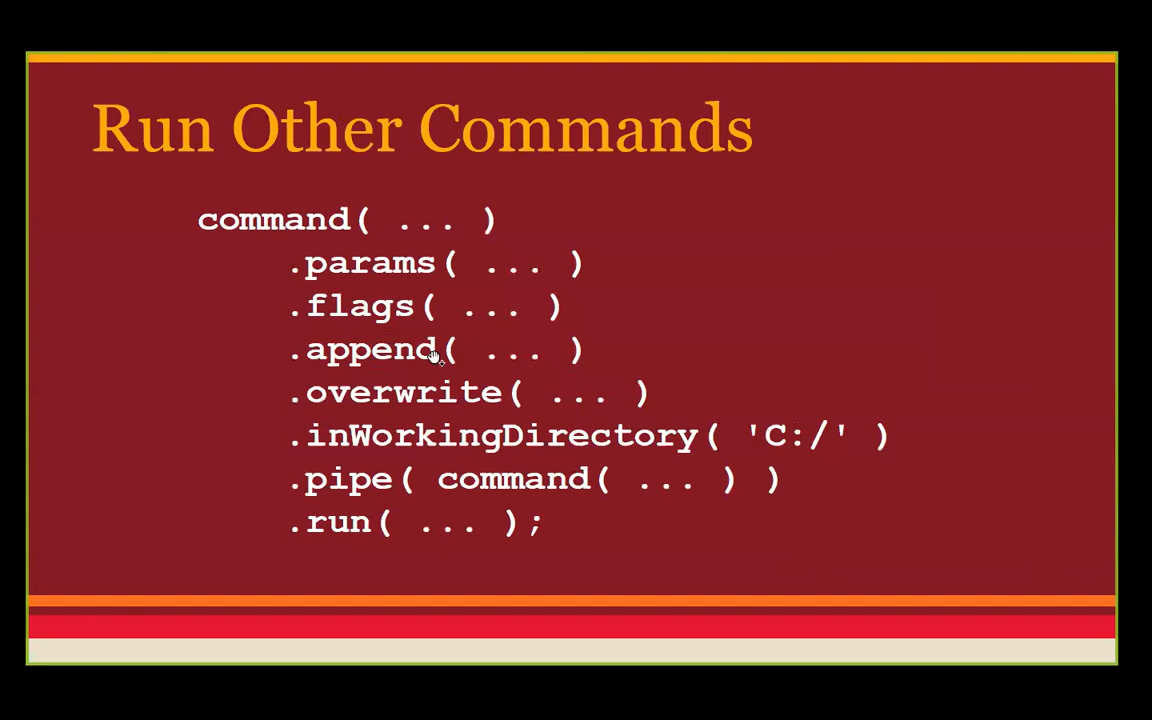 Run Other Commands
command( ... )
.params( ... )
.flags( ... )
.append( ... )
.overwrite( ... )
.inWorkingDirectory( 'C:/' )
.pipe( command( ... ) )
.run( ... );